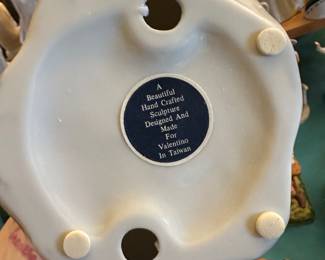 A
Beautiful
Hand Crafted
Sculpture
Designed And
Made
For
Valentino
In Taiwan